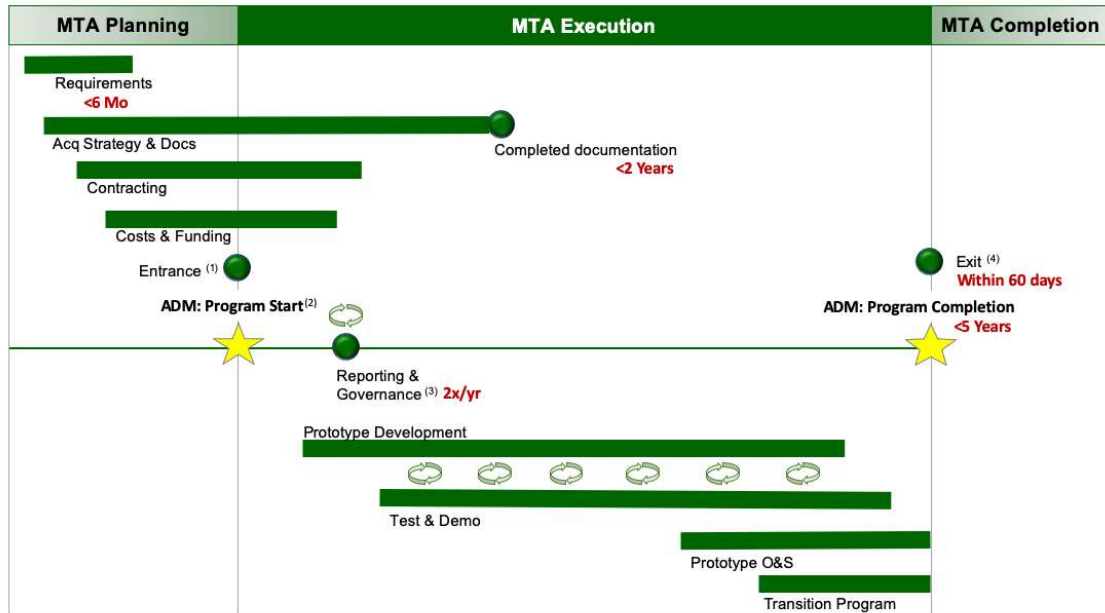 MTA Planning
MTA Execution
MTA Completion
Requirements
<6 Mo
Acq Strategy & Docs
Completed documentation
<2 Years
Contracting
Costs & Funding
Entrance (1)
Exit (4)
Within 60 days
ADM: Program Start(2)
ADM: Program Completion
<5 Years
Reporting &
Governance (3) 2x/yr
Prototype Development
Test & Demo
Prototype O&S
Transition Program